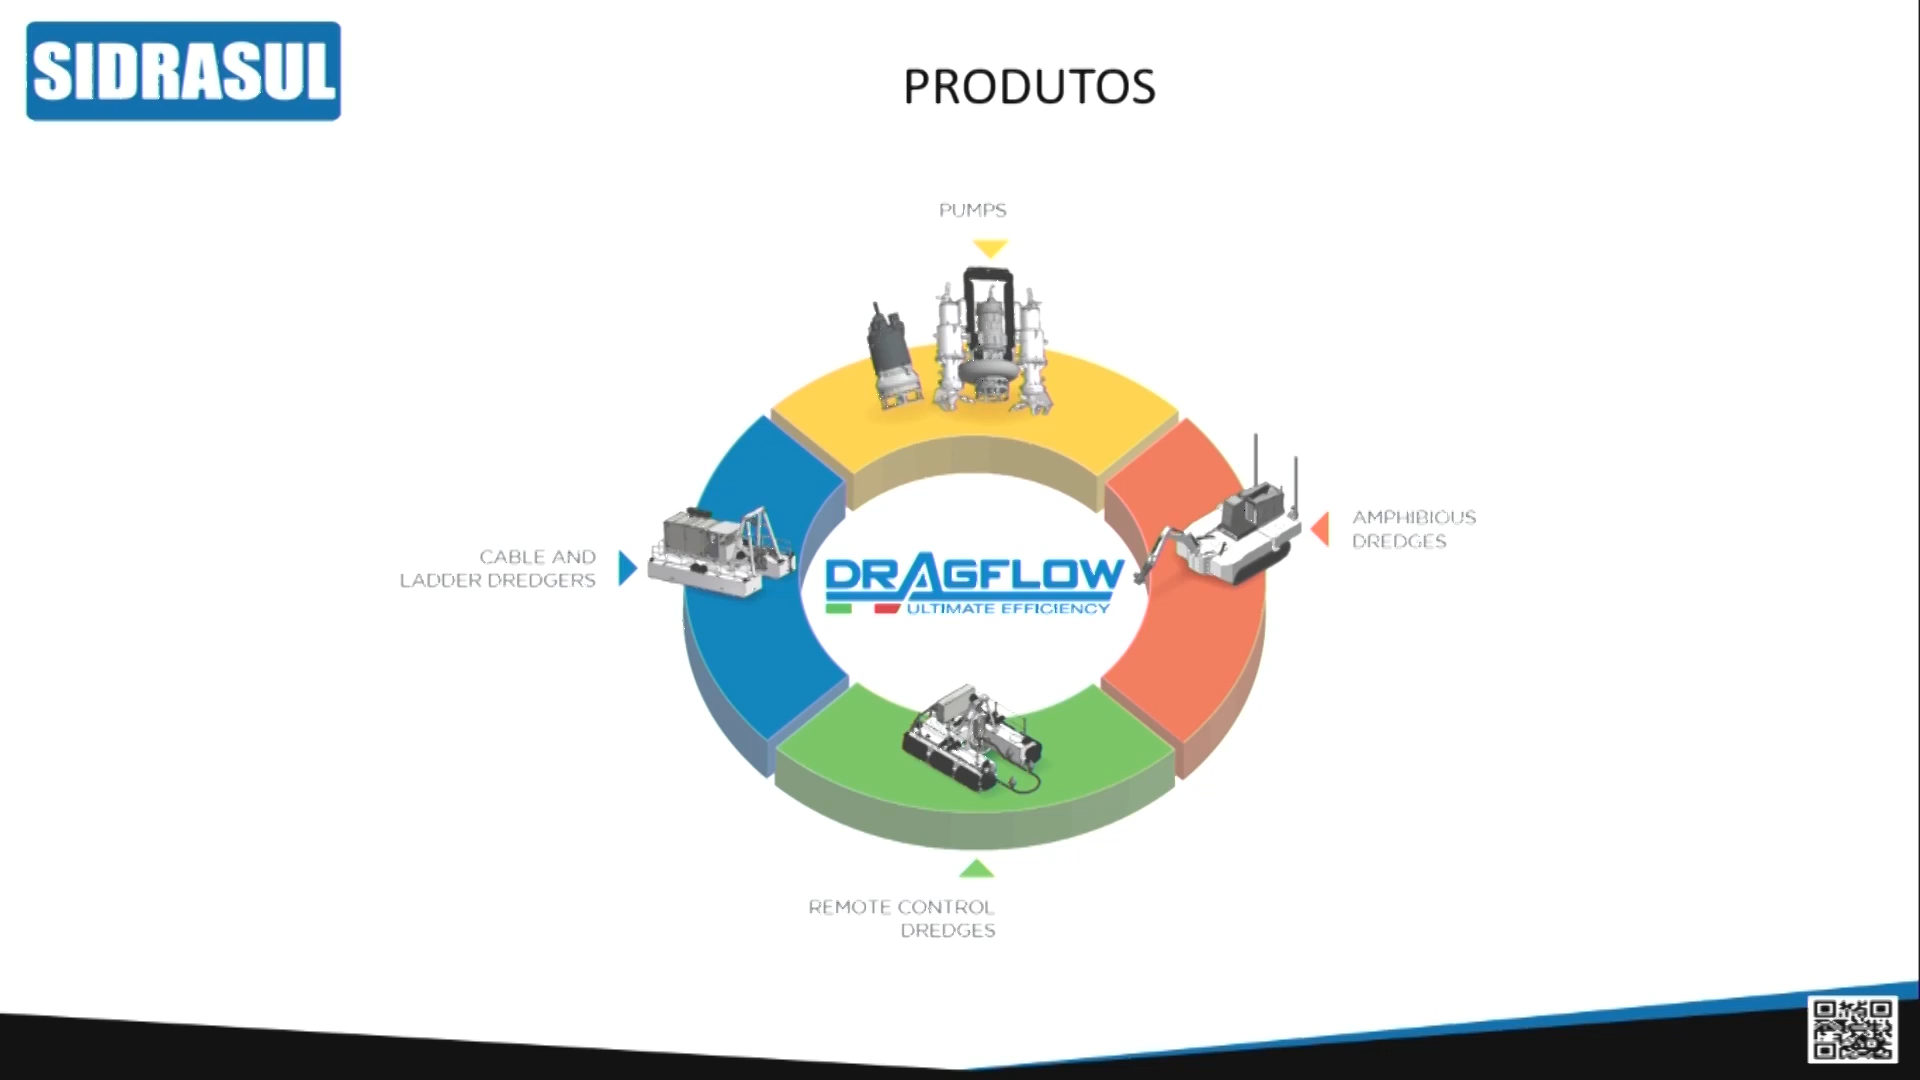 SIDRASUL
PRODUTOS
PUMPS
AMPHIBIOUS
DREDGES
CABLE AND
LADDER DREDGERS
DRAGFLOW
ULTIMATE EFFICIENCY
REMOTE CONTROL
DREDGES